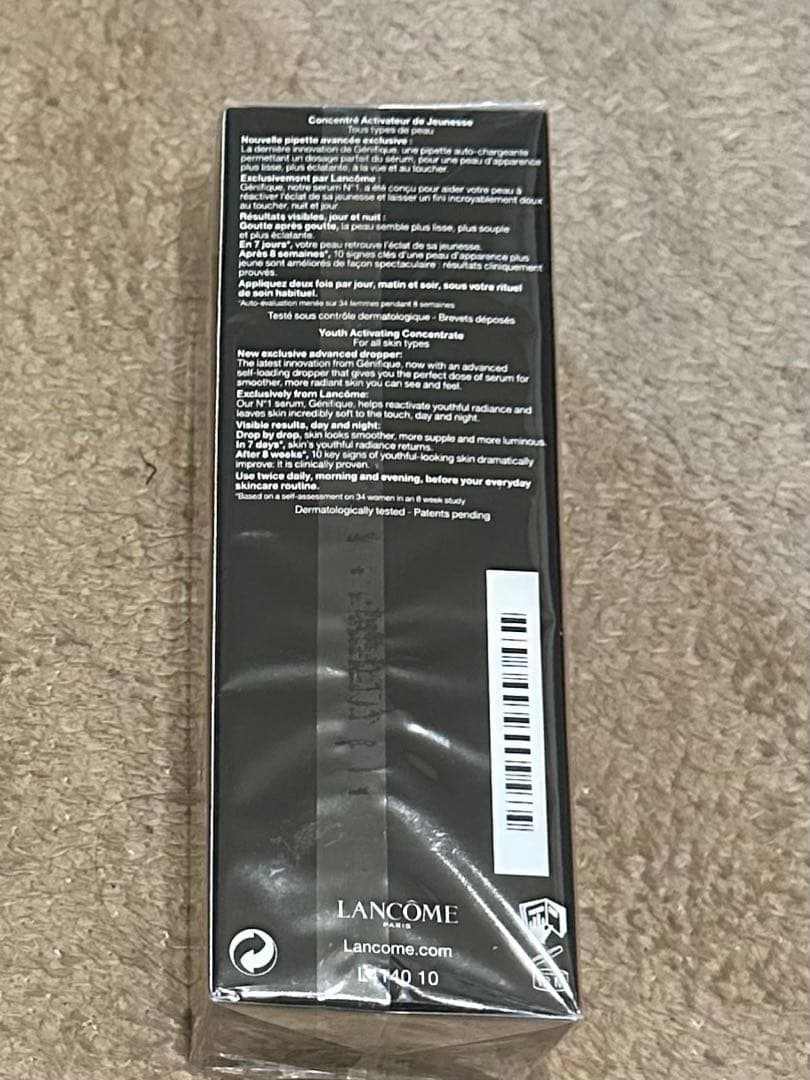 Concentré Activateur de Jeunesse
Tous types de peau
Nouvelle pipette avancée exclusive :
La dernière innovation de Génifique, une pipette auto-chargeante
permettant un dosage parfait du sérum, pour une peau d'apparence
plus lisse, plus éclatante, à la vue et au toucher.
Exclusivement par Lancôme :
Génifique, notre serum N°1, a été conçu pour aider votre peau à
réactiver l'éclat de sa jeunesse et laisser un fini incroyablement doux
au toucher, nuit et jour.
Résultats visibles, jour et nuit :
Goutte après goutte, la peau semble plus lisse, plus souple
et plus éclatante.
En 7 jours*, votre peau retrouve l'éclat de sa jeunesse.
Après 8 semaines*, 10 signes clés d'une peau d'apparence plus
jeune sont améliorés de façon spectaculaire : résultats cliniquement
prouvés.
Appliquez deux fois par jour, matin et soir, sous votre rituel
de soin habituel.
*Auto-évaluation menée sur 34 femmes pendant 8 semaines
Testé sous contrôle dermatologique - Brevets déposés
Youth Activating Concentrate
For all skin types
New exclusive advanced dropper:
The latest innovation from Génifique, now with an advanced
self-loading dropper that gives you the perfect dose of serum for
smoother, more radiant skin you can see and feel.
Exclusively from Lancôme:
Our N°1 serum, Génifique, helps reactivate youthful radiance and
leaves skin incredibly soft to the touch, day and night.
Visible results, day and night:
Drop by drop, skin looks smoother, more supple and more luminous.
In 7 days*, skin's youthful radiance returns.
After 8 weeks*, 10 key signs of youthful-looking skin dramatically
improve: it is clinically proven.
Use twice daily, morning and evening, before your everyday
skincare routine.
*Based on a self-assessment on 34 women in an 8 week study
Dermatologically tested - Patents pending
LANCÔME
PARIS
Lancome.com
10